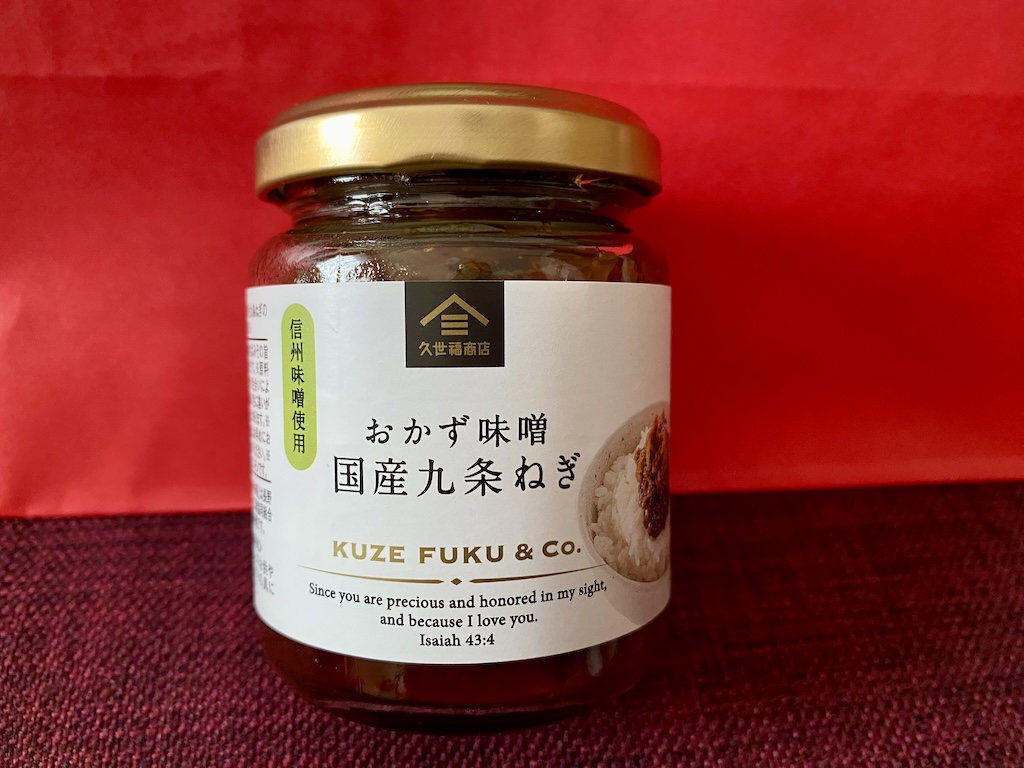 久世福商店
信州味噌使用
おかず味噌
国産九条ねぎ
KUZE FUKU & Co.
Since you are precious and honored in my sight,
and because I love you.
Isaiah 43:4